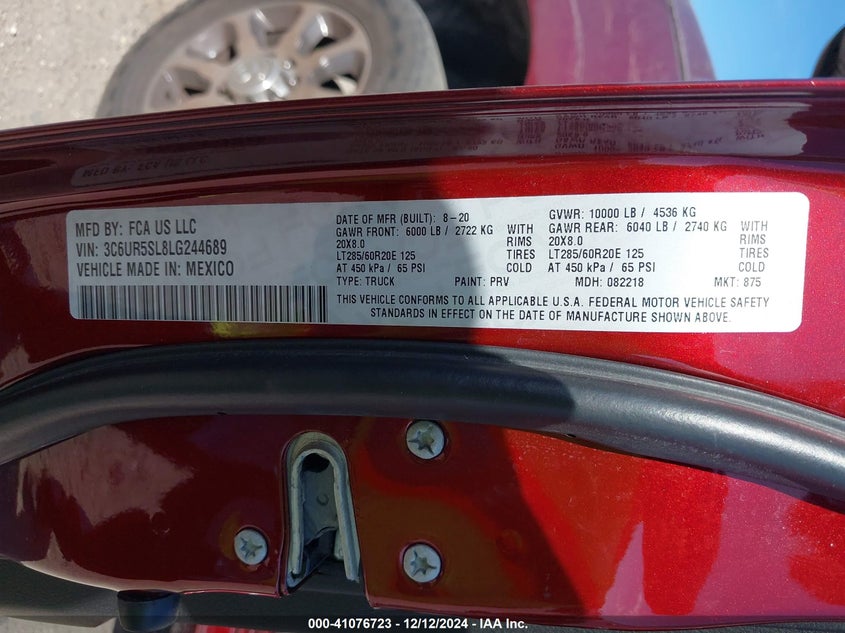 MFD BY: FCA US LLC
VIN: 3C6UR5SL8LG244689
VEHICLE MADE IN: MEXICO
DATE OF MFR (BUILT): 8-20
GAWR FRONT: 6000 LB / 2722 KG WITH
20X8.0 RIMS
LT285/60R20E 125 TIRES
AT 450 kPa / 65 PSI COLD
TYPE: TRUCK PAINT: PRV
GVWR: 10000 LB / 4536 KG
GAWR REAR: 6040 LB / 2740 KG WITH
20X8.0 RIMS
LT285/60R20E 125 TIRES
AT 450 kPa / 65 PSI COLD
MDH: 082218 MKT: 875
THIS VEHICLE CONFORMS TO ALL APPLICABLE U.S.A. FEDERAL MOTOR VEHICLE SAFETY
STANDARDS IN EFFECT ON THE DATE OF MANUFACTURE SHOWN ABOVE.
000-41076723 - 12/12/2024 - IAA Inc.